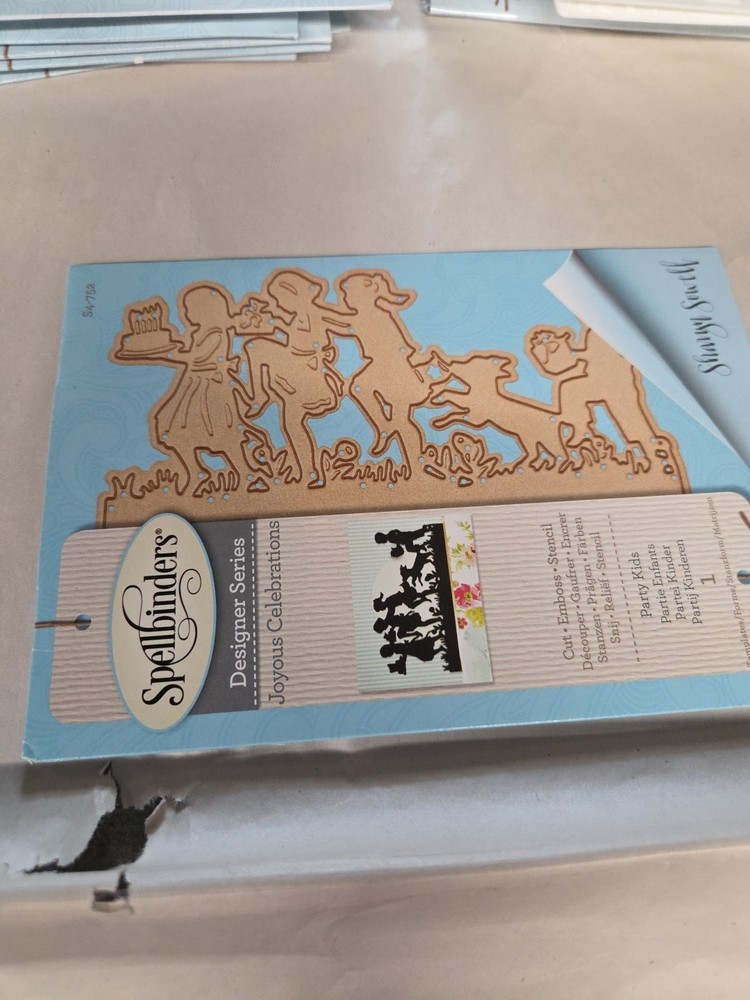 S4-752
Sharyn Sowell
Spellbinders®
Designer Series
Joyous Celebrations
Cut • Emboss • Stencil
Découper • Gaufrer • Encrer
Stanzen • Prägen • Färben
Snij • Reliëf • Stencil
Party Kids
Partie Enfants
Partei Kinder
Partij Kinderen
1